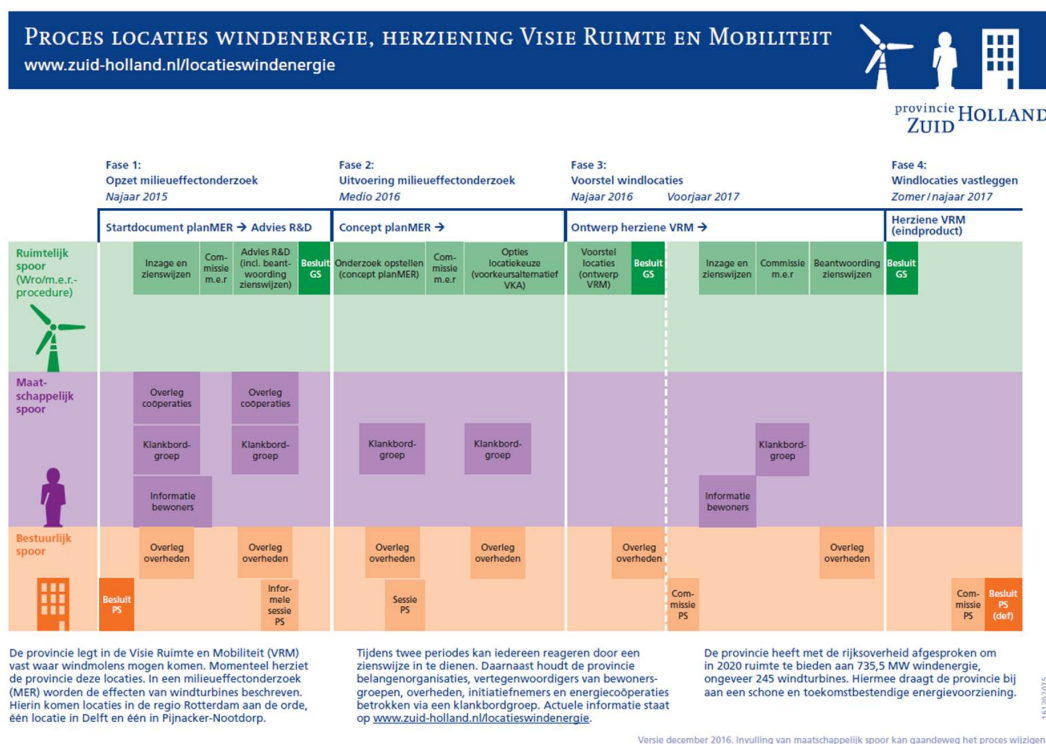 PROCES LOCATIES WINDENERGIE, HERZIENING VISIE RUIMTE EN MOBILITEIT
www.zuid-holland.nl/locatieswindenergie
provincie HOLLAND
ZUID
Fase 1:
Opzet milieueffectonderzoek
Najaar 2015
Fase 2:
Uitvoering milieueffectonderzoek
Medio 2016
Fase 3:
Voorstel windlocaties
Najaar 2016
Voorjaar 2017
Fase 4:
Windlocaties vastleggen
Zomer / najaar 2017
Startdocument planMER → Advies R&D
Concept planMER →
Ontwerp herziene VRM →
Herziene VRM
(eindproduct)
Ruimtelijk
spoor
(Wro/m.e.r.-
procedure)
Inzage en
zienswijzen
Com-
missie
m.e.r
Advies R&D
(incl. beant-
woording
zienswijzen)
Besluit
GS
Onderzoek opstellen
(concept planMER)
Com-
missie
m.e.r.
Opties
locatiekeuze
(voorkeursalternatief
VKA)
Voorstel
locaties
(ontwerp
VRM)
Besluit
GS
Inzage en
zienswijzen
Commissie
m.e.r
Beantwoording
zienswijzen
Besluit
GS
Maat-
schappelijk
spoor
Overleg
coöperaties
Overleg
coöperaties
Klankbord-
groep
Klankbord-
groep
Klankbord-
groep
Klankbord-
groep
Klankbord-
groep
Informatie
bewoners
Informatie
bewoners
Bestuurlijk
spoor
Overleg
overheden
Overleg
overheden
Overleg
overheden
Overleg
overheden
Overleg
overheden
Overleg
overheden
Besluit
PS
Infor-
mele
sessie
PS
Sessie
PS
Com-
missie
PS
Com-
missie
PS
Besluit
PS
(def)
De provincie legt in de Visie Ruimte en Mobiliteit (VRM)
vast waar windmolens mogen komen. Momenteel herziet
de provincie deze locaties. In een milieueffectonderzoek
(MER) worden de effecten van windturbines beschreven.
Hierin komen locaties in de regio Rotterdam aan de orde,
één locatie in Delft en één in Pijnacker-Nootdorp.
Tijdens twee periodes kan iedereen reageren door een
zienswijze in te dienen. Daarnaast houdt de provincie
belangenorganisaties, vertegenwoordigers van bewoners-
groepen, overheden, initiatiefnemers en energiecoöperaties
betrokken via een klankbordgroep. Actuele informatie staat
op www.zuid-holland.nl/locatieswindenergie.
De provincie heeft met de rijksoverheid afgesproken om
in 2020 ruimte te bieden aan 735,5 MW windenergie,
ongeveer 245 windturbines. Hiermee draagt de provincie bij
aan een schone en toekomstbestendige energievoorziening.
Versie december 2016. Invulling van maatschappelijk spoor kan gaandeweg het proces wijzigen.